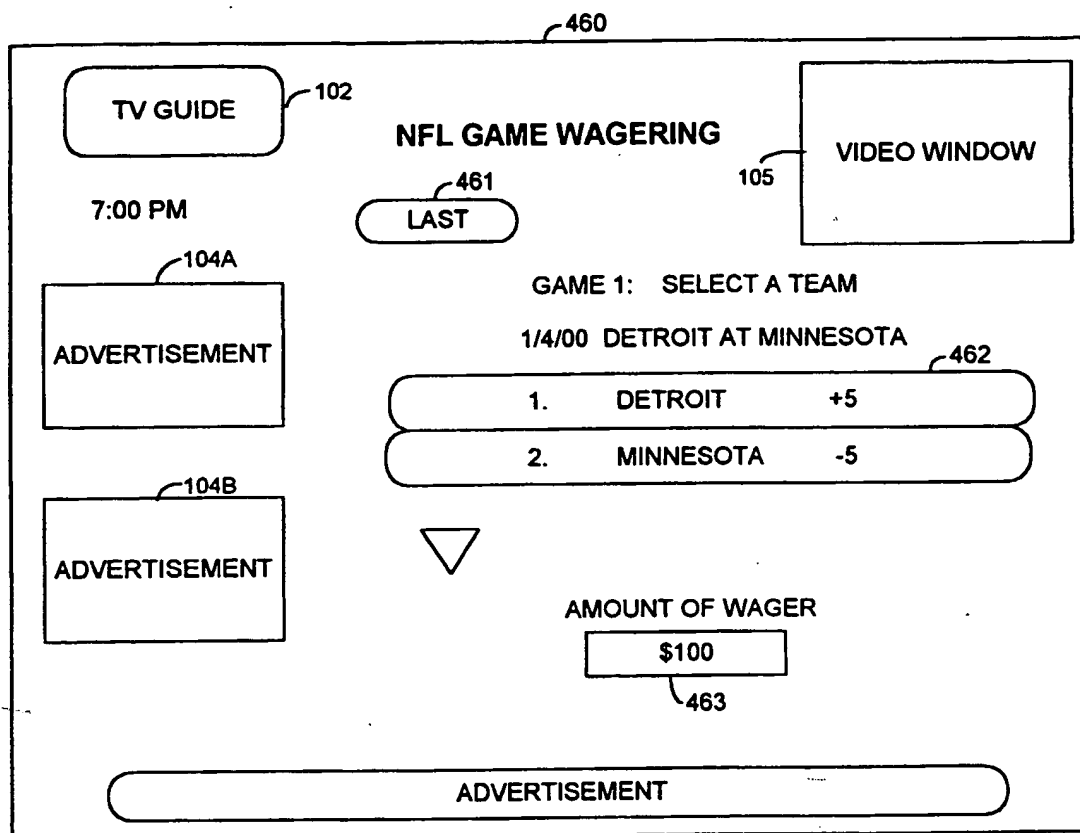 460
TV GUIDE
102
NFL GAME WAGERING
105
VIDEO WINDOW
7:00 PM
461
LAST
104A
ADVERTISEMENT
GAME 1: SELECT A TEAM
1/4/00 DETROIT AT MINNESOTA
462
1. DETROIT +5
2. MINNESOTA -5
104B
ADVERTISEMENT
AMOUNT OF WAGER
$100
463
ADVERTISEMENT